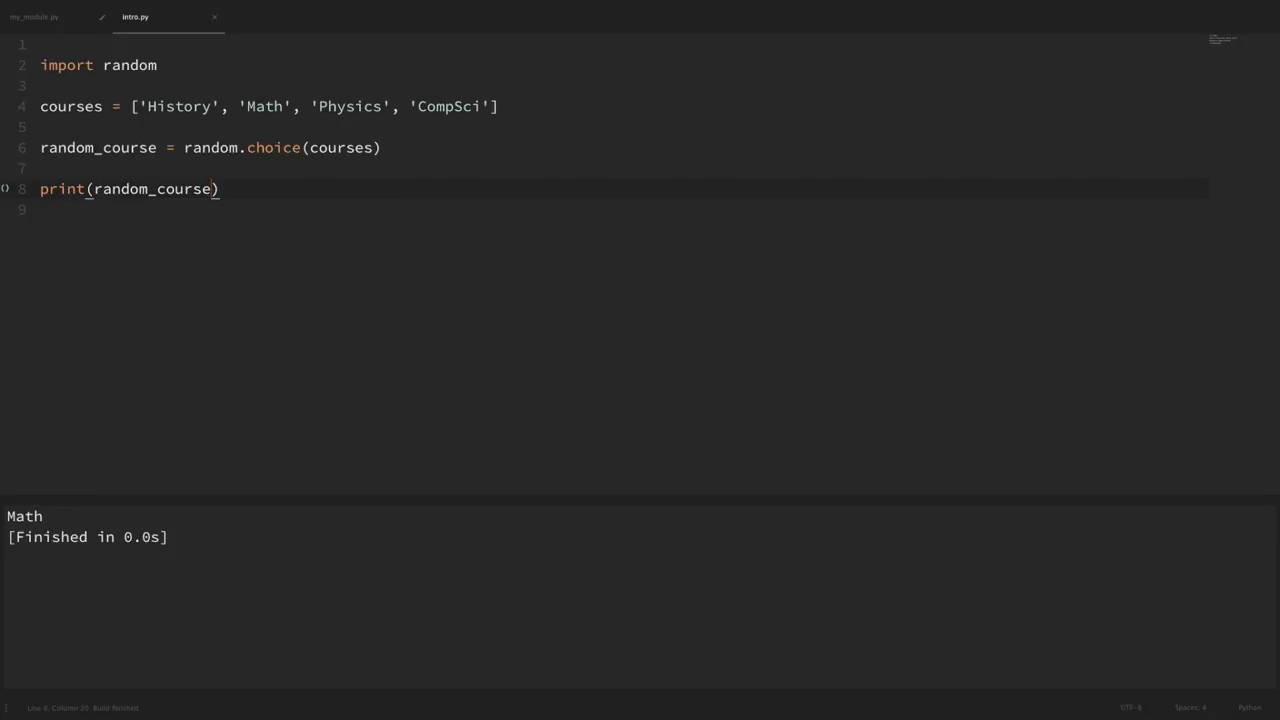 my_module.py intro.py ×
1
2 import random
3
4 courses = ['History', 'Math', 'Physics', 'CompSci']
5
6 random_course = random.choice(courses)
7
() 8 print(random_course)
9
Math
[Finished in 0.0s]
Line 8, Column 20, Build finished UTF-8 Spaces: 4 Python